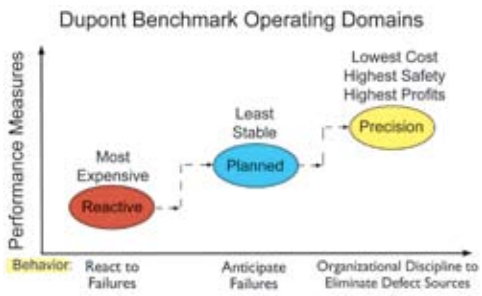 Dupont Benchmark Operating Domains
Performance Measures
Lowest Cost
Highest Safety
Highest Profits
Precision
Least
Stable
Planned
Most
Expensive
Reactive
Behavior:
React to
Failures
Anticipate
Failures
Organizational Discipline to
Eliminate Defect Sources